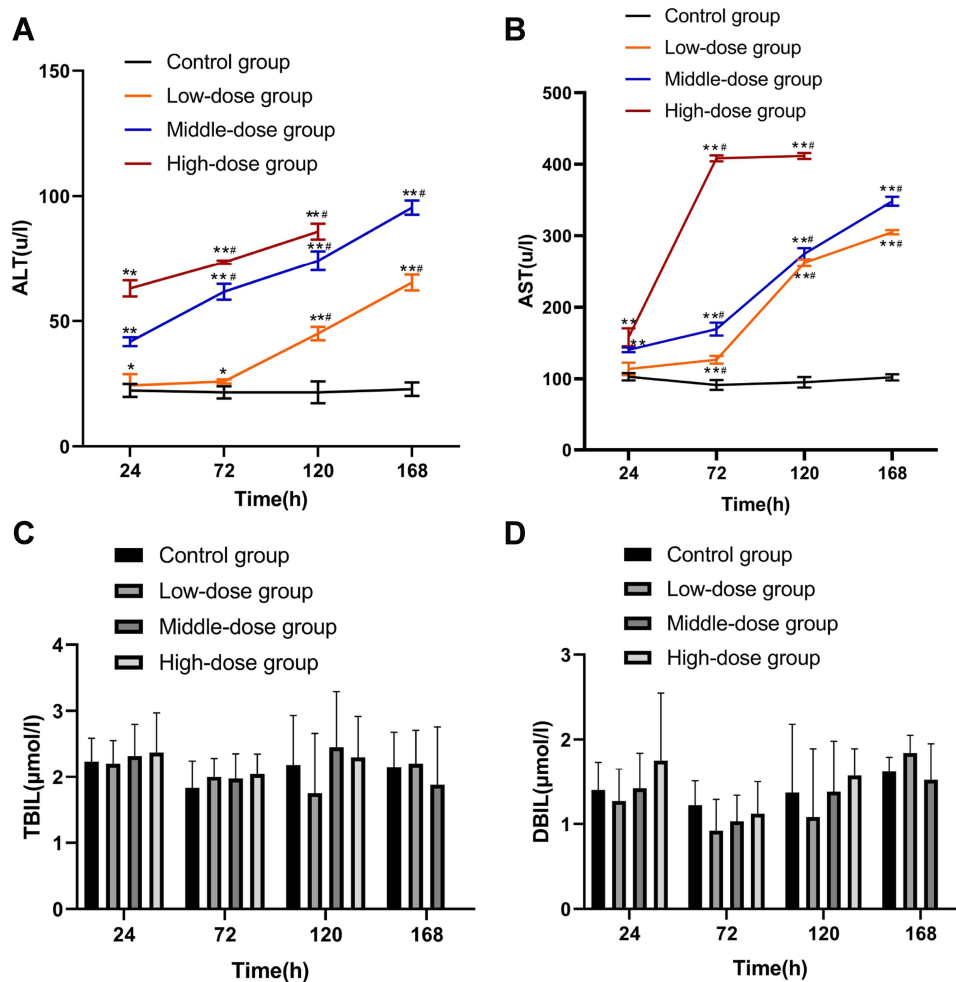 A
Control group
Low-dose group
Middle-dose group
High-dose group
ALT(u/l)
150
100
50
0
**
**
*
**#
**#
*
**#
**#
**#
**#
**#
24 72 120 168
Time(h)
B
Control group
Low-dose group
Middle-dose group
High-dose group
AST(u/l)
500
400
300
200
100
0
**
**
**#
**#
**#
**#
**#
**#
**#
**#
24 72 120 168
Time(h)
C
Control group
Low-dose group
Middle-dose group
High-dose group
TBIL(μmol/l)
4
3
2
1
0
24 72 120 168
Time(h)
D
Control group
Low-dose group
Middle-dose group
High-dose group
DBIL(μmol/l)
3
2
1
0
24 72 120 168
Time(h)